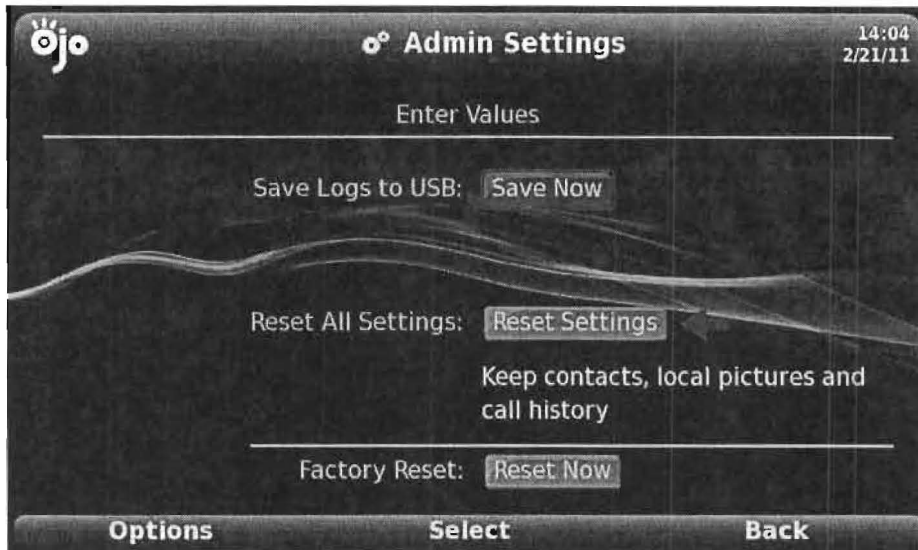 ojo
Admin Settings
14:04
2/21/11
Enter Values
Save Logs to USB: Save Now
Reset All Settings: Reset Settings
Keep contacts, local pictures and
call history
Factory Reset: Reset Now
Options Select Back